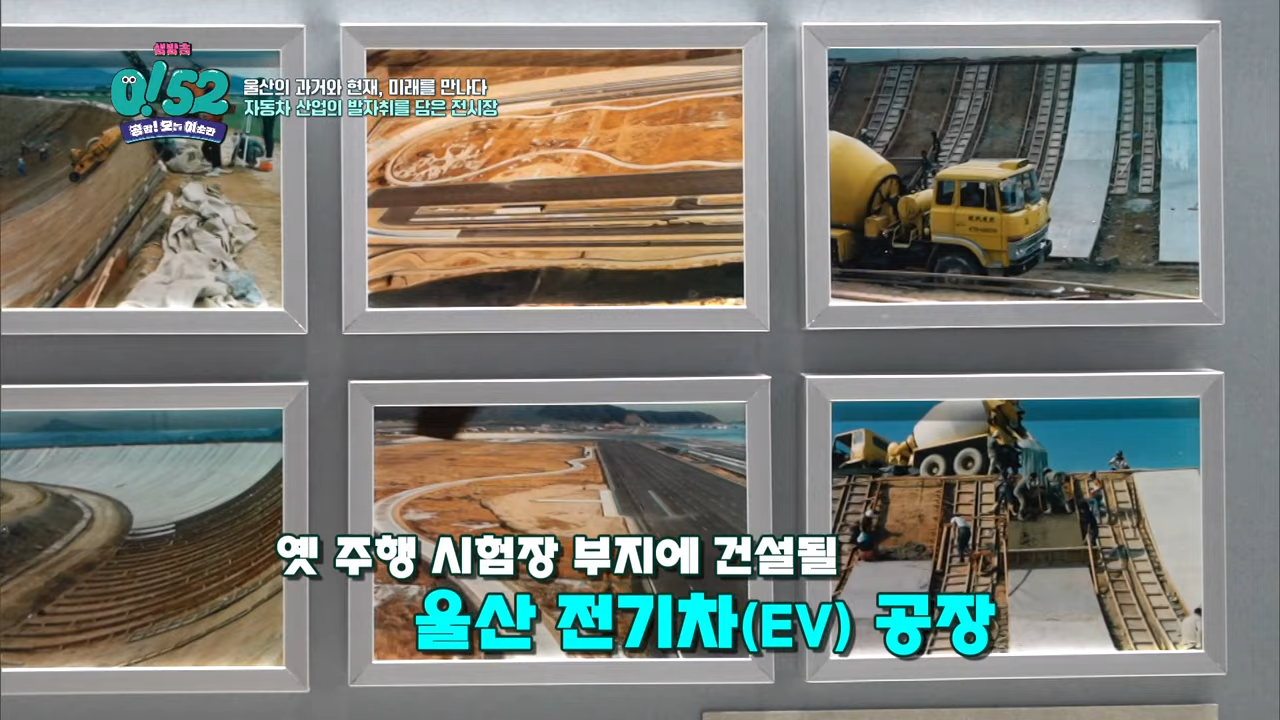 생방송
O!52
울산의 과거와 현재, 미래를 만나다
자동차 산업의 발자취를 담은 전시장
옛 주행 시험장 부지에 건설될
울산 전기차(EV) 공장